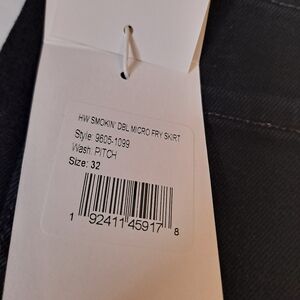 HW SMOKIN' DBL MICRO FRY SKIRT
Style: 9605-1099
Wash: PITCH
Size: 32
1 92411 45917 8